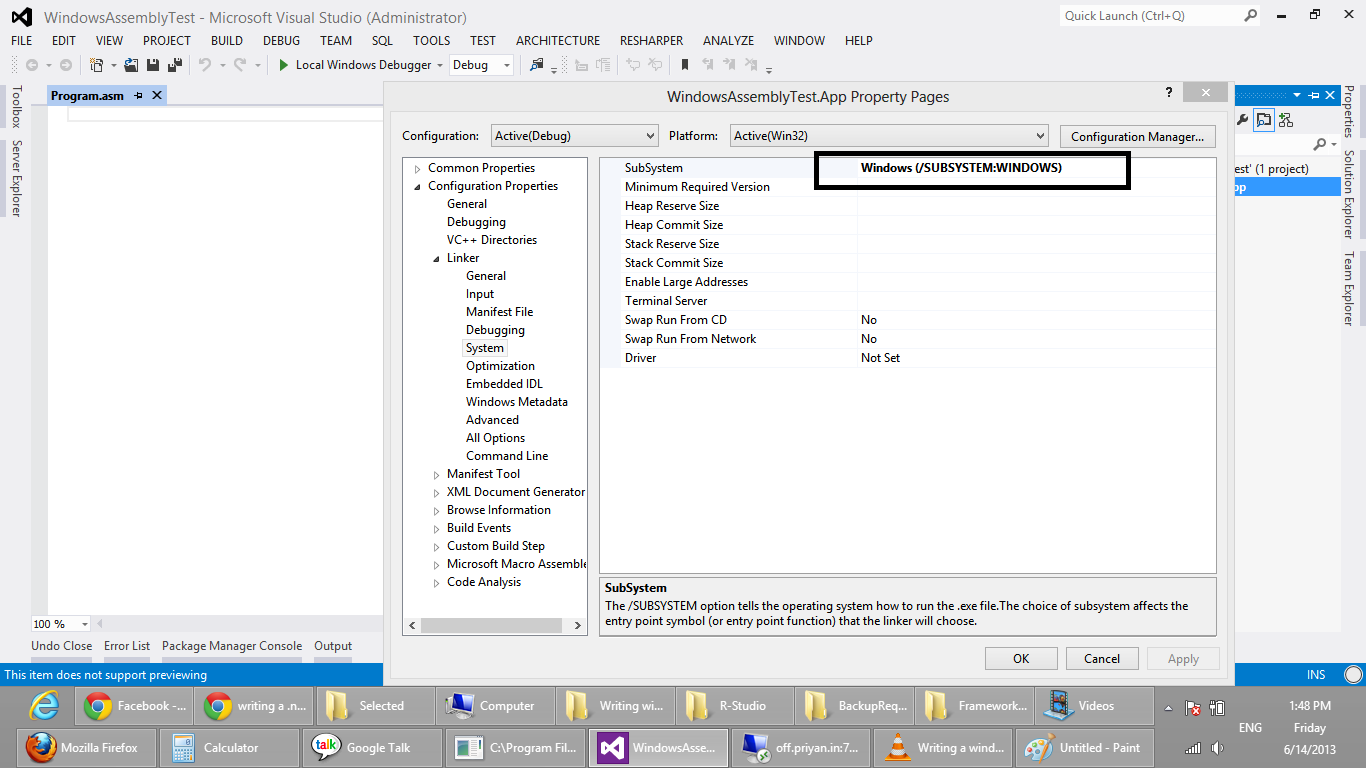 WindowsAssemblyTest - Microsoft Visual Studio (Administrator)
Quick Launch (Ctrl+Q)
FILE EDIT VIEW PROJECT BUILD DEBUG TEAM SQL TOOLS TEST ARCHITECTURE RESHARPER ANALYZE WINDOW HELP
Local Windows Debugger Debug
Toolbox
Server Explorer
Program.asm
WindowsAssemblyTest.App Property Pages
?
Configuration: Active(Debug) Platform: Active(Win32) Configuration Manager...
Common Properties
Configuration Properties
General
Debugging
VC++ Directories
Linker
General
Input
Manifest File
Debugging
System
Optimization
Embedded IDL
Windows Metadata
Advanced
All Options
Command Line
Manifest Tool
XML Document Generator
Browse Information
Build Events
Custom Build Step
Microsoft Macro Assemble
Code Analysis
SubSystem Windows (/SUBSYSTEM:WINDOWS)
Minimum Required Version
Heap Reserve Size
Heap Commit Size
Stack Reserve Size
Stack Commit Size
Enable Large Addresses
Terminal Server
Swap Run From CD No
Swap Run From Network No
Driver Not Set
SubSystem
The /SUBSYSTEM option tells the operating system how to run the .exe file.The choice of subsystem affects the
entry point symbol (or entry point function) that the linker will choose.
OK Cancel Apply
est' (1 project)
pp
Properties
Solution Explorer
Team Explorer
100 %
Undo Close Error List Package Manager Console Output
This item does not support previewing INS
Facebook -... writing a .n... Selected Computer Writing wi... R-Studio BackupReq... Framework... Videos
Mozilla Firefox Calculator talk Google Talk C:\Program Fil... WindowsAsse... off.priyan.in:7... Writing a wind... Untitled - Paint
ENG
1:48 PM
Friday
6/14/2013